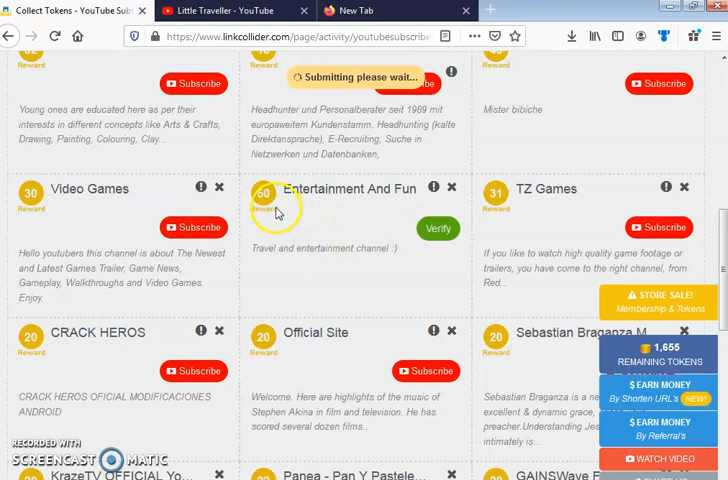 Collect Tokens - YouTube Subs
Little Traveller - YouTube
New Tab
https://www.linkcollider.com/page/activity/youtubesubscribe
Reward
Subscribe
Young ones are educated here as per their
interests in different concepts like Arts & Crafts,
Drawing, Painting, Colouring, Clay...
Reward
Submitting please wait...
Headhunter und Personalberater seit 1989 mit
europaweitem Kundenstamm. Headhunting (kalte
Direktansprache), E-Recruiting, Suche in
Netzwerken und Datenbanken,
Reward
Subscribe
Mister bibiche
30
Reward
Video Games
Subscribe
Hello youtubers this channel is about The Newest
and Latest Games Trailer, Game News,
Gameplay, Walkthroughs and Video Games.
Enjoy.
50
Reward
Entertainment And Fun
Verify
Travel and entertainment channel :)
31
Reward
TZ Games
Subscribe
If you like to watch high quality game footage or
trailers, you have come to the right channel, from
Red...
20
Reward
CRACK HEROS
Subscribe
CRACK HEROS OFICIAL MODIFICACIONES
ANDROID
20
Reward
Official Site
Subscribe
Welcome. Here are highlights of the music of
Stephen Akina in film and television. He has
scored several dozen films...
20
Reward
Sebastian Braganza M
Sebastian Braganza is a ne
excellent & dynamic grace,
preacher.Understanding Jes
intimately is...
STORE SALE!
Membership & Tokens
1,655
REMAINING TOKENS
$ EARN MONEY
By Shorten URL's
NEW!
$ EARN MONEY
By Referral's
WATCH VIDEO
KrazeTV OFFICIAL Yo...
Panea - Pan Y Pastele...
GAINSWave F
RECORDED WITH
SCREENCAST MATIC